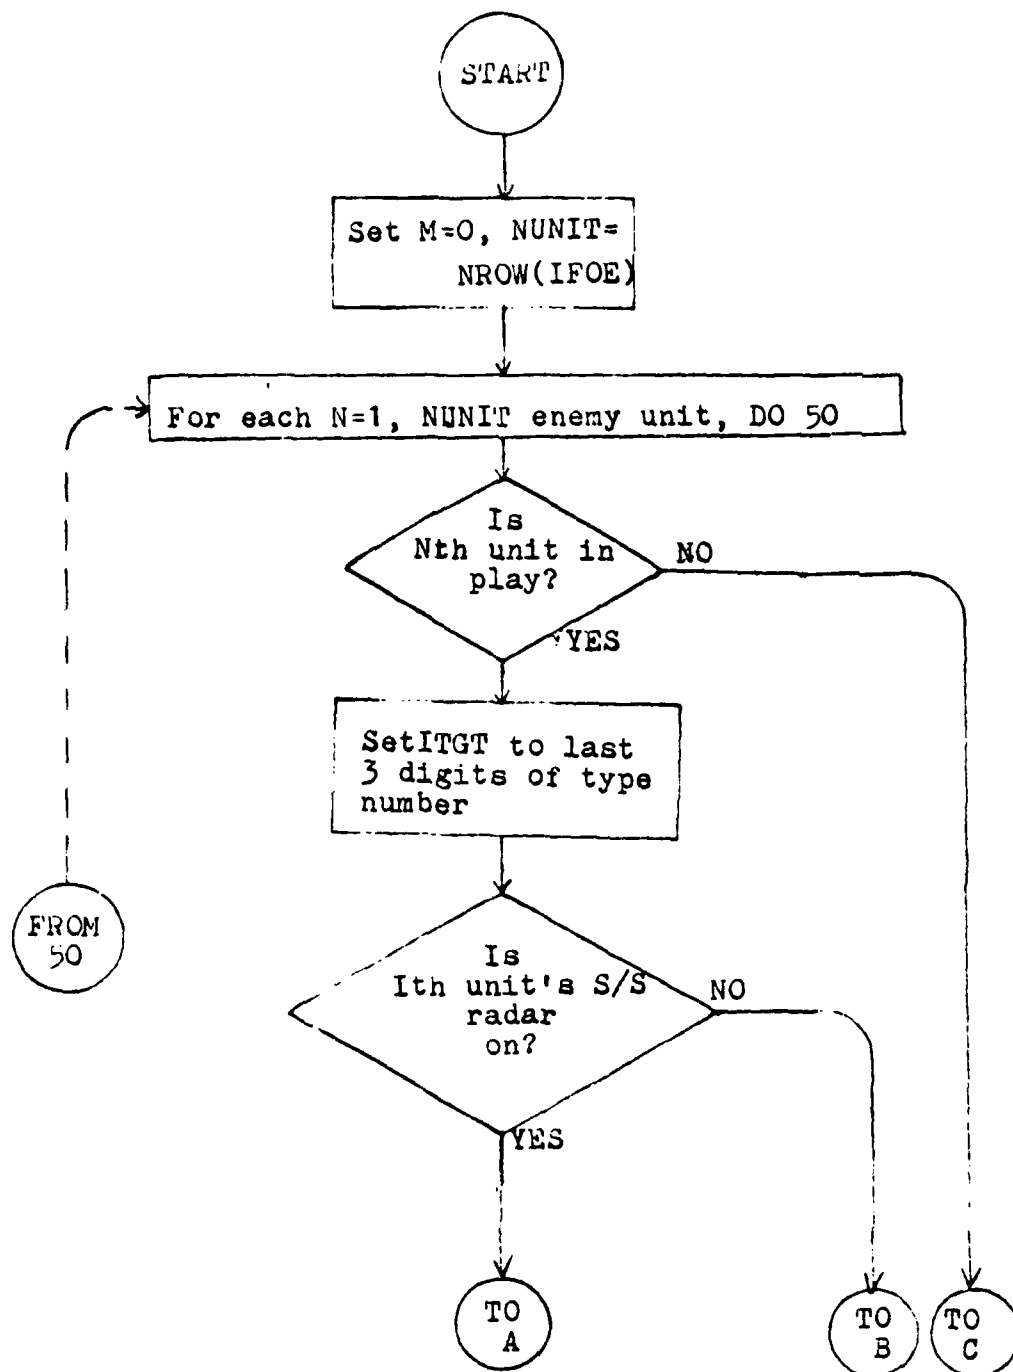 START
Set M=0, NUNIT=
NROW(IFOE)
For each N=1, NUNIT enemy unit, DO 50
Is
Nth unit in
play?
NO
YES
SetITGT to last
3 digits of type
number
FROM
50
Is
Ith unit's S/S
radar
on?
NO
YES
TO
A
TO
B
TO
C